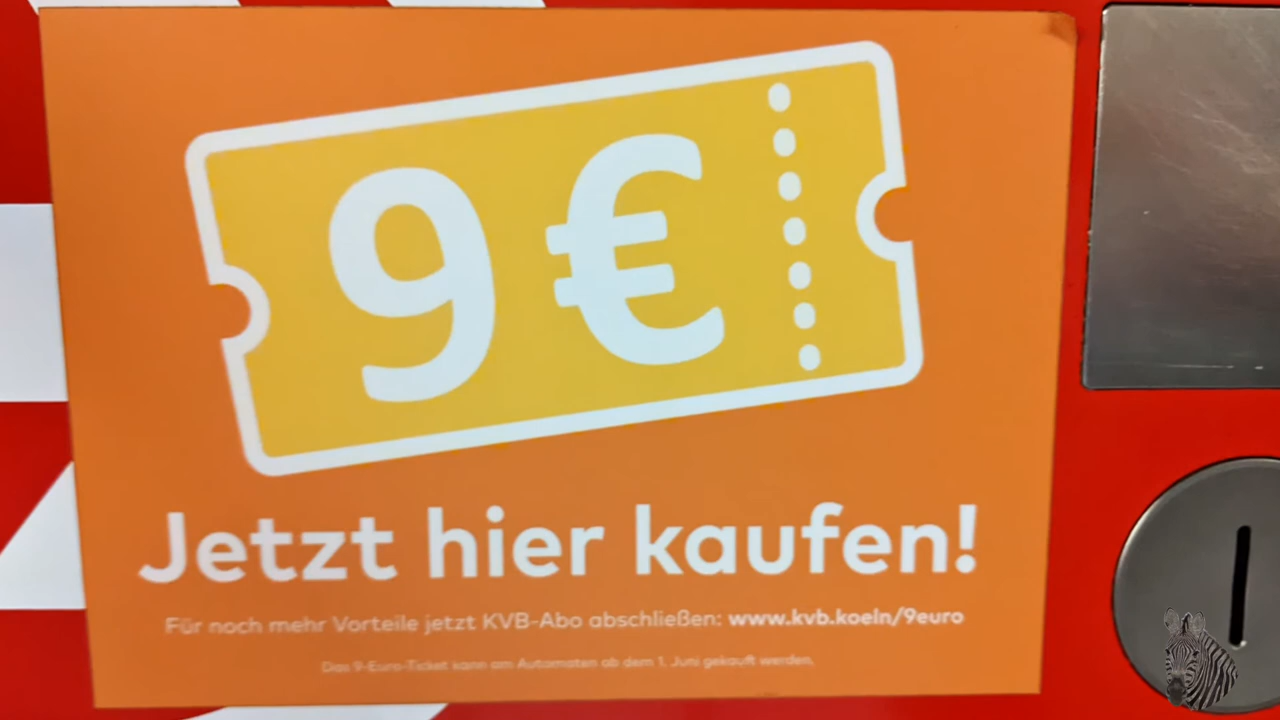 9 €
Jetzt hier kaufen!
Für noch mehr Vorteile jetzt KVB-Abo abschließen: www.kvb.koeln/9euro
Das 9-Euro-Ticket kann am Automaten ab dem 1. Juni gekauft werden.